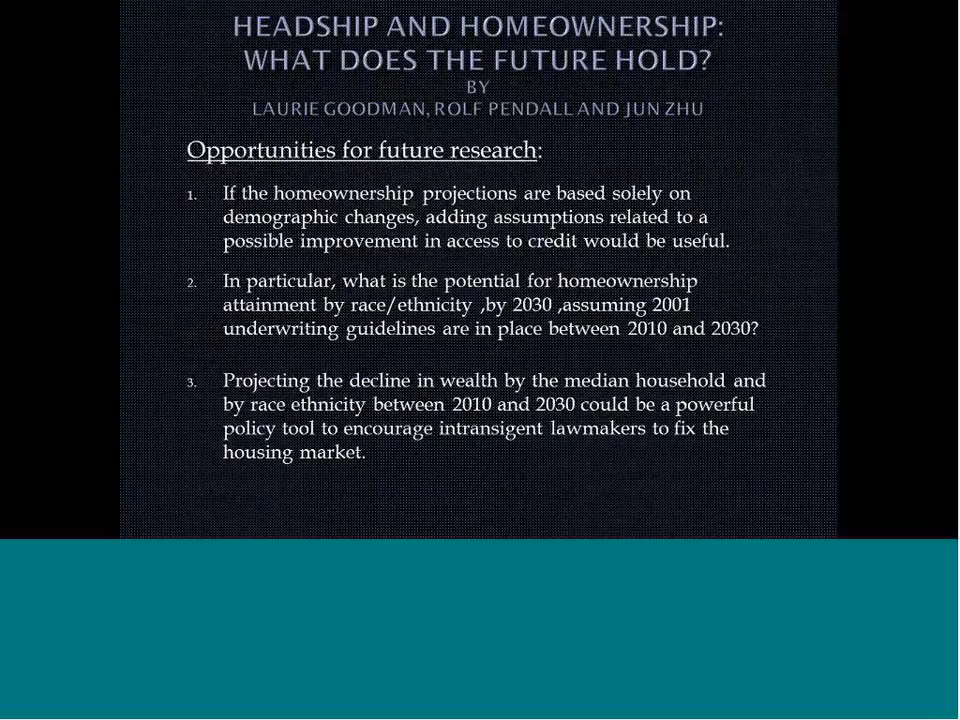 HEADSHIP AND HOMEOWNERSHIP:
WHAT DOES THE FUTURE HOLD?
BY
LAURIE GOODMAN, ROLF PENDALL AND JUN ZHU
Opportunities for future research:
1. If the homeownership projections are based solely on
demographic changes, adding assumptions related to a
possible improvement in access to credit would be useful.
2. In particular, what is the potential for homeownership
attainment by race/ethnicity ,by 2030 ,assuming 2001
underwriting guidelines are in place between 2010 and 2030?
3. Projecting the decline in wealth by the median household and
by race ethnicity between 2010 and 2030 could be a powerful
policy tool to encourage intransigent lawmakers to fix the
housing market.